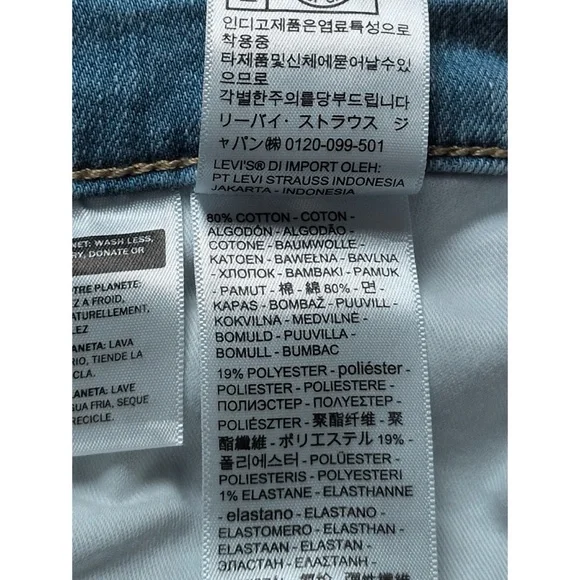 인디고제품은염료특성으로
착용중
타제품및신체에묻어날수있
으므로
각별한주의를당부드립니다
リーバイ・ストラウス ジ
ャパン㈱ 0120-099-501
LEVI'S® DI IMPORT OLEH:
PT LEVI STRAUSS INDONESIA
JAKARTA - INDONESIA
80% COTTON - COTON -
ALGODÓN - ALGODÃO -
COTONE - BAUMWOLLE -
KATOEN - BAWEŁNA - BAVLNA
- ХЛОПОК - BAMBAKI - PAMUK
- PAMUT - 棉 - 綿 80% - 면 -
KAPAS - BOMBAŽ - PUUVILL -
KOKVILNA - MEDVILNĖ -
BOMULD - PUUVILLA -
BOMULL - BUMBAC
19% POLYESTER - poliéster -
POLIESTER - POLIESTERE -
ПОЛИЭСТЕР - POLYESTER -
POLIÉSZTER - 聚酯纤维 - 聚
酯纖維 - ポリエステル 19% -
폴리에스터 - POLÜESTER -
POLIESTERIS - POLYESTERI
1% ELASTANE - ELASTHANNE
- elastano - ELASTANO -
ELASTOMERO - ELASTHAN -
ELASTAAN - ELASTAN -
ЭЛАСТАН - ELASTAN -
NET: WASH LESS,
RY, DONATE OR
TRE PLANETE:
EZ A FROID,
ATURELLEMENT,
LEZ
ANETA: LAVA
RIO, TIENDE LA
CLA.
LANETA: LAVE
GUA FRIA, SEQUE
RECICLE.